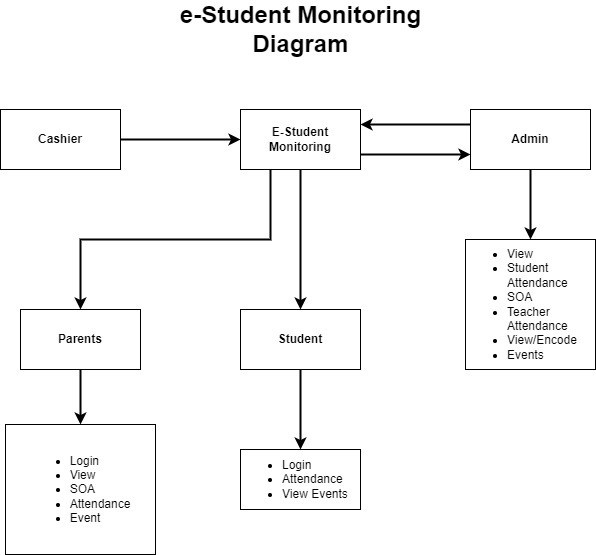 e-Student Monitoring
Diagram
Cashier
E-Student
Monitoring
Admin
• View
• Student
Attendance
• SOA
• Teacher
Attendance
• View/Encode
• Events
Parents
Student
• Login
• View
• SOA
• Attendance
• Event
• Login
• Attendance
• View Events